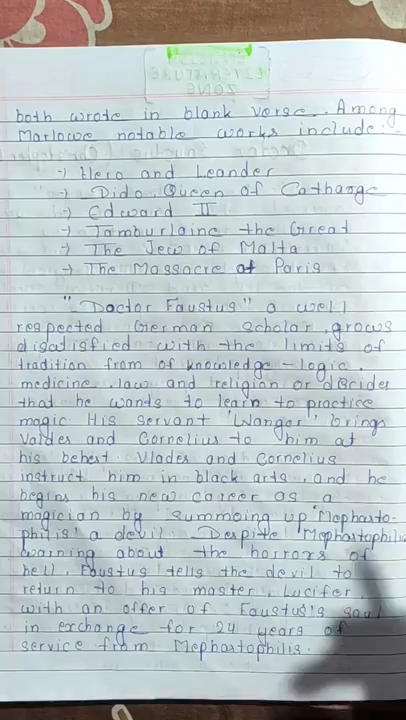 both wrote in blank verse. Among
Marlowe notable works include:-
→ Hero and Leander
→ Dido, Queen of Cathange
→ Edward II
→ Tamburlaine the Great
→ The Jew of Malta
→ The Massacre at Paris
"Doctor Faustus" a well
respected German scholar, grows
disatisfied with the limits of
tradition from of knowledge - logic,
medicine, law and religion or decides
that he wants to learn to practice
magic. His servant 'Wanger' brings
Valdes and Cornelius to him at
his behest. Vlades and Cornelius
instruct him in black arts, and he
begins his new career as a
magician by summoing up 'Mephasto-
philis' a devil. Despite Mephastophilis
warning about the horrors of
hell, Faustus tells the devil to
return to his master, Lucifer,
with an offer of Faustus's soul
in exchange for 24 years of
service from Mephastophilis.